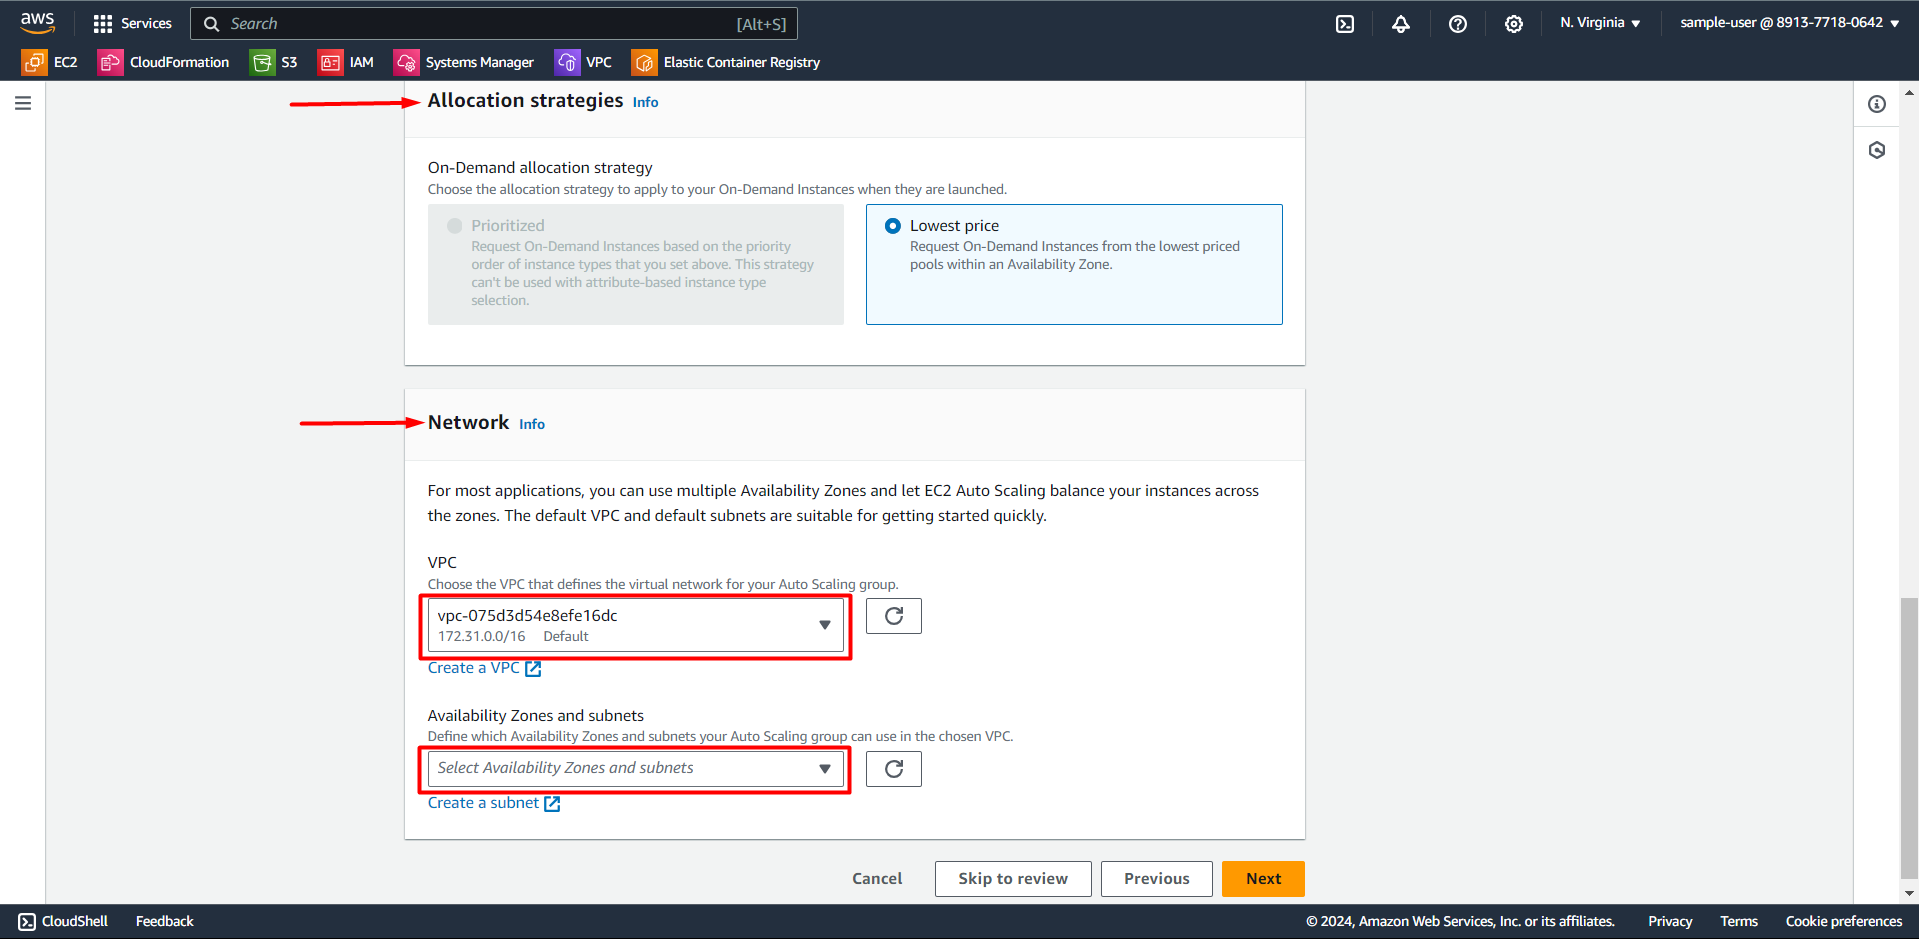 aws
Services
Search
[Alt+S]
N. Virginia
sample-user @ 8913-7718-0642
EC2
CloudFormation
S3
IAM
Systems Manager
VPC
Elastic Container Registry
Allocation strategies Info
On-Demand allocation strategy
Choose the allocation strategy to apply to your On-Demand Instances when they are launched.
Prioritized
Request On-Demand Instances based on the priority
order of instance types that you set above. This strategy
can't be used with attribute-based instance type
selection.
Lowest price
Request On-Demand Instances from the lowest priced
pools within an Availability Zone.
Network Info
For most applications, you can use multiple Availability Zones and let EC2 Auto Scaling balance your instances across
the zones. The default VPC and default subnets are suitable for getting started quickly.
VPC
Choose the VPC that defines the virtual network for your Auto Scaling group.
vpc-075d3d54e8efe16dc
172.31.0.0/16 Default
Create a VPC
Availability Zones and subnets
Define which Availability Zones and subnets your Auto Scaling group can use in the chosen VPC.
Select Availability Zones and subnets
Create a subnet
Cancel
Skip to review
Previous
Next
CloudShell
Feedback
© 2024, Amazon Web Services, Inc. or its affiliates.
Privacy
Terms
Cookie preferences